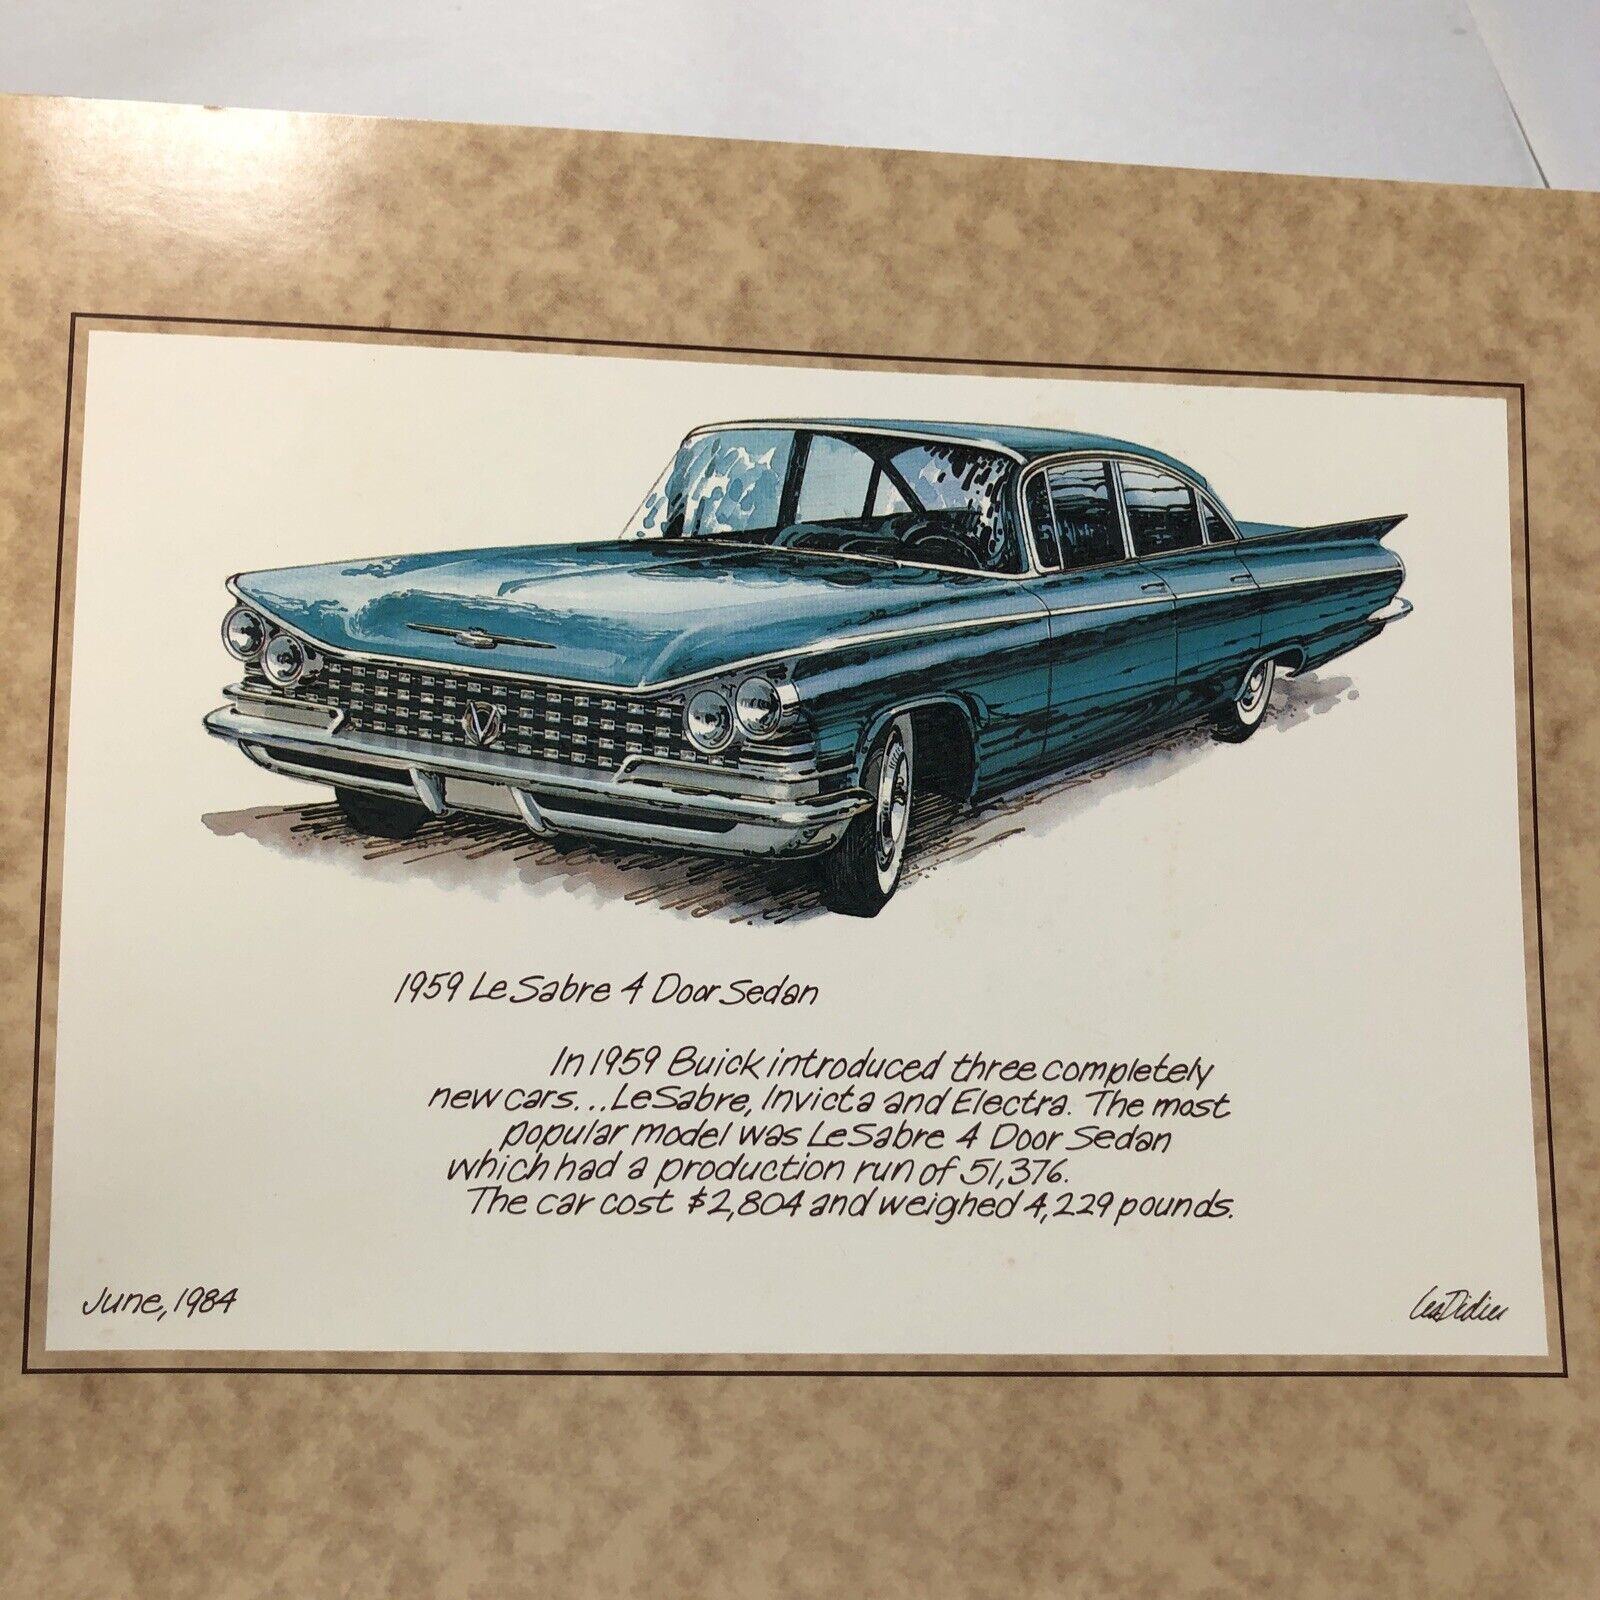 V
1959 LeSabre 4 Door Sedan
In 1959 Buick introduced three completely
new cars...LeSabre, Invicta and Electra. The most
popular model was LeSabre 4 Door Sedan
which had a production run of 51,376.
The car cost $2,804 and weighed 4,229 pounds.
June, 1984
Les Didier